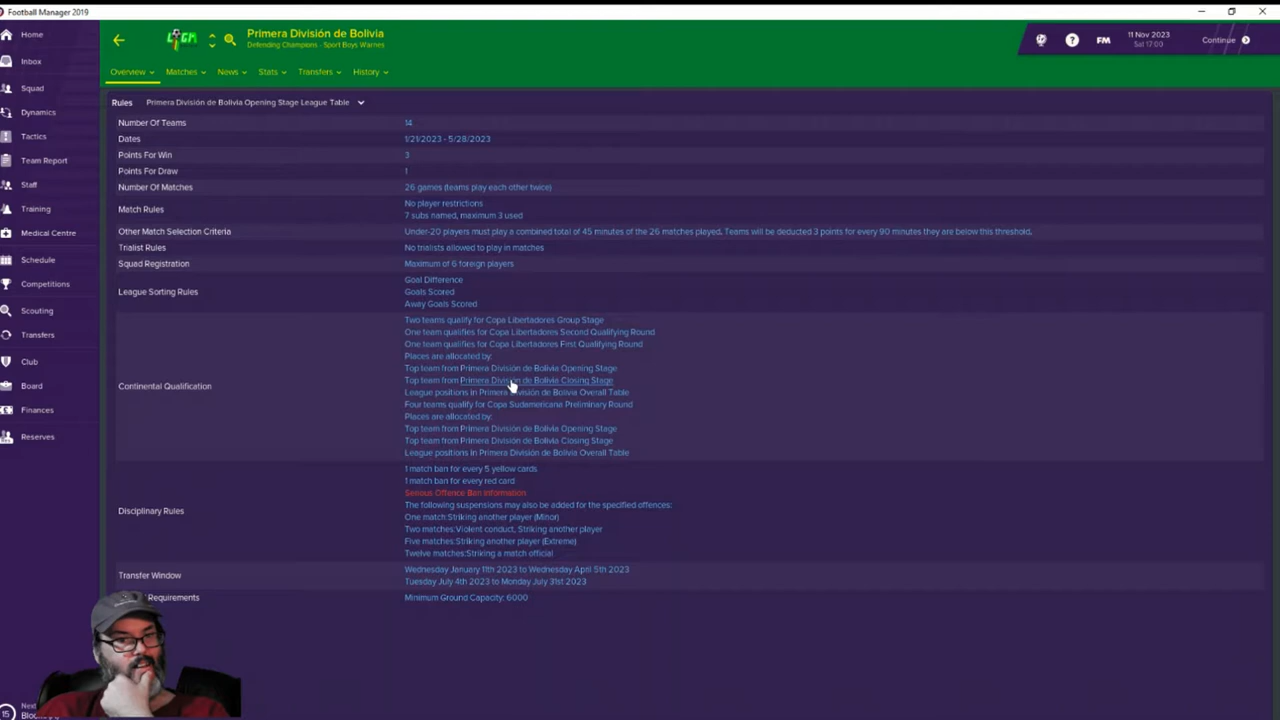 Football Manager 2019
Home
Inbox
Squad
Dynamics
Tactics
Team Report
Staff
Training
Medical Centre
Schedule
Competitions
Scouting
Transfers
Club
Board
Finances
Reserves
15
Primera División de Bolivia
Defending Champions - Sport Boys Warnes
FM
11 Nov 2023
Sat 17:00
Continue
Overview Matches News Stats Transfers History
Rules Primera División de Bolivia Opening Stage League Table
Number Of Teams 14
Dates 1/21/2023 - 5/28/2023
Points For Win 3
Points For Draw 1
Number Of Matches 26 games (teams play each other twice)
Match Rules No player restrictions
7 subs named, maximum 3 used
Other Match Selection Criteria Under-20 players must play a combined total of 45 minutes of the 26 matches played. Teams will be deducted 3 points for every 90 minutes they are below this threshold.
Trialist Rules No trialists allowed to play in matches
Squad Registration Maximum of 6 foreign players
League Sorting Rules Goal Difference
Goals Scored
Away Goals Scored
Continental Qualification Two teams qualify for Copa Libertadores Group Stage
One team qualifies for Copa Libertadores Second Qualifying Round
One team qualifies for Copa Libertadores First Qualifying Round
Places are allocated by:
Top team from Primera División de Bolivia Opening Stage
Top team from Primera División de Bolivia Closing Stage
League positions in Primera División de Bolivia Overall Table
Four teams qualify for Copa Sudamericana Preliminary Round
Places are allocated by:
Top team from Primera División de Bolivia Opening Stage
Top team from Primera División de Bolivia Closing Stage
League positions in Primera División de Bolivia Overall Table
Disciplinary Rules 1 match ban for every 5 yellow cards
1 match ban for every red card
Serious Offence Ban Information
The following suspensions may also be added for the specified offences:
One match:Striking another player (Minor)
Two matches:Violent conduct, Striking another player
Five matches:Striking another player (Extreme)
Twelve matches:Striking a match official
Transfer Window Wednesday January 11th 2023 to Wednesday April 5th 2023
Tuesday July 4th 2023 to Monday July 31st 2023
Requirements Minimum Ground Capacity: 6000